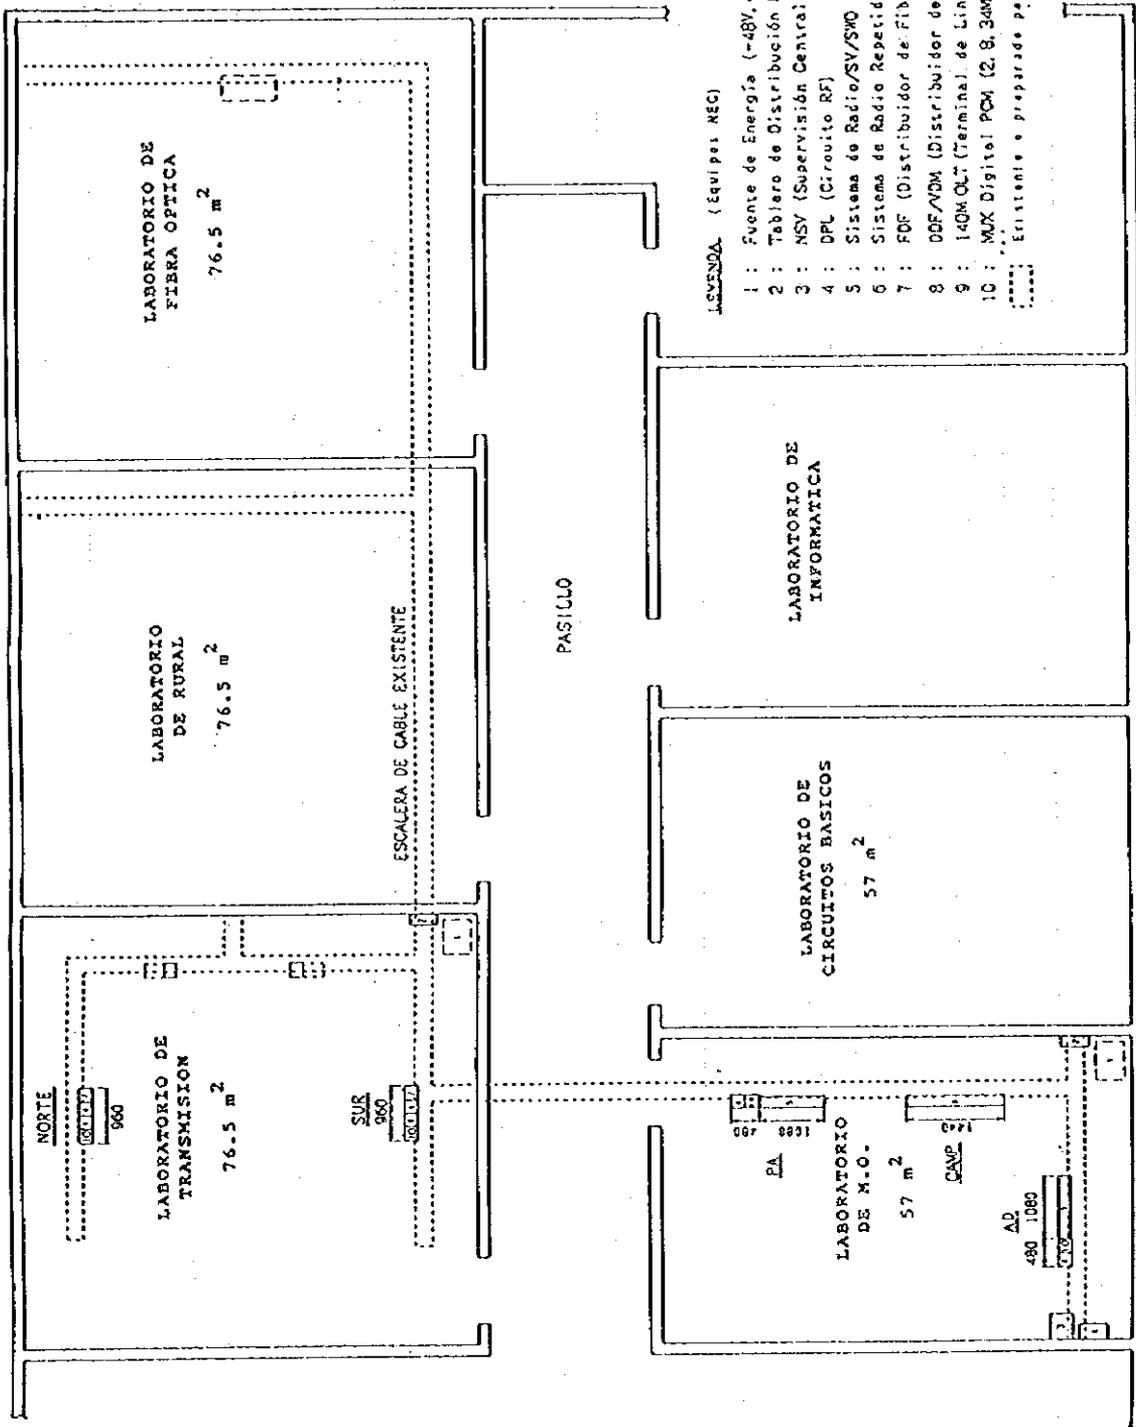 LABORATORIO DE
TRANSMISION
76.5 m2
NORTE
960
SUR
960
LABORATORIO
DE RURAL
76.5 m2
ESCALERA DE CABLE EXISTENTE
LABORATORIO DE
FIBRA OPTICA
76.5 m2
PASILLO
LABORATORIO
DE M.O.
57 m2
PA
480
1080
CAMP
1440
AD
480 1080
LABORATORIO DE
CIRCUITOS BASICOS
57 m2
LABORATORIO DE
INFORMATICA
LEYENDA (Equipos NEC)
1 : Fuente de Energía (-48V,
2 : Tablero de Distribución
3 : NSV (Supervisión Central
4 : DPL (Circuito RF)
5 : Sistema de Radio/SV/SWO
6 : Sistema de Radio Repetid
7 : FDF (Distribuidor de Fib
8 : DDF/VDM (Distribuidor de
9 : 140M OLT (Terminal de Lin
10 : MUX Digital PCM (2, 8, 34M
Existente o preparado